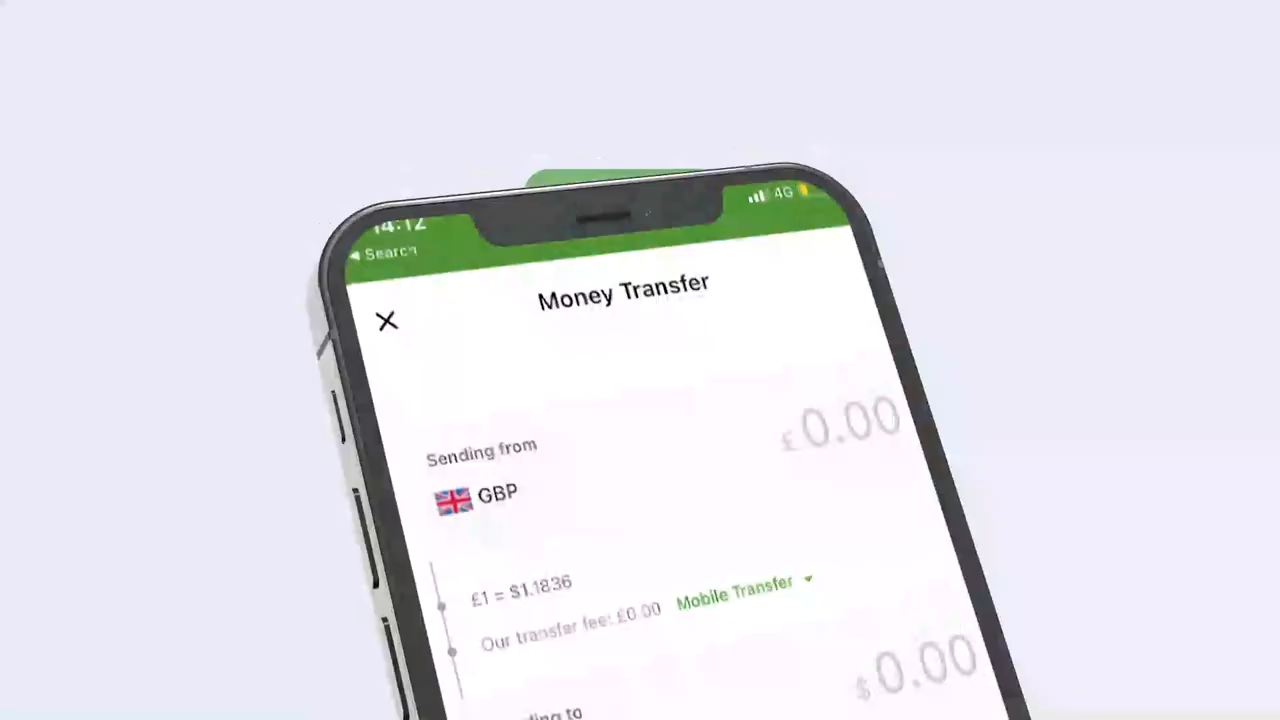 14:12
4G
Search
Money Transfer
£0.00
Sending from
GBP
£1 = $1.1836
Our transfer fee: £0.00 Mobile Transfer
$0.00
to